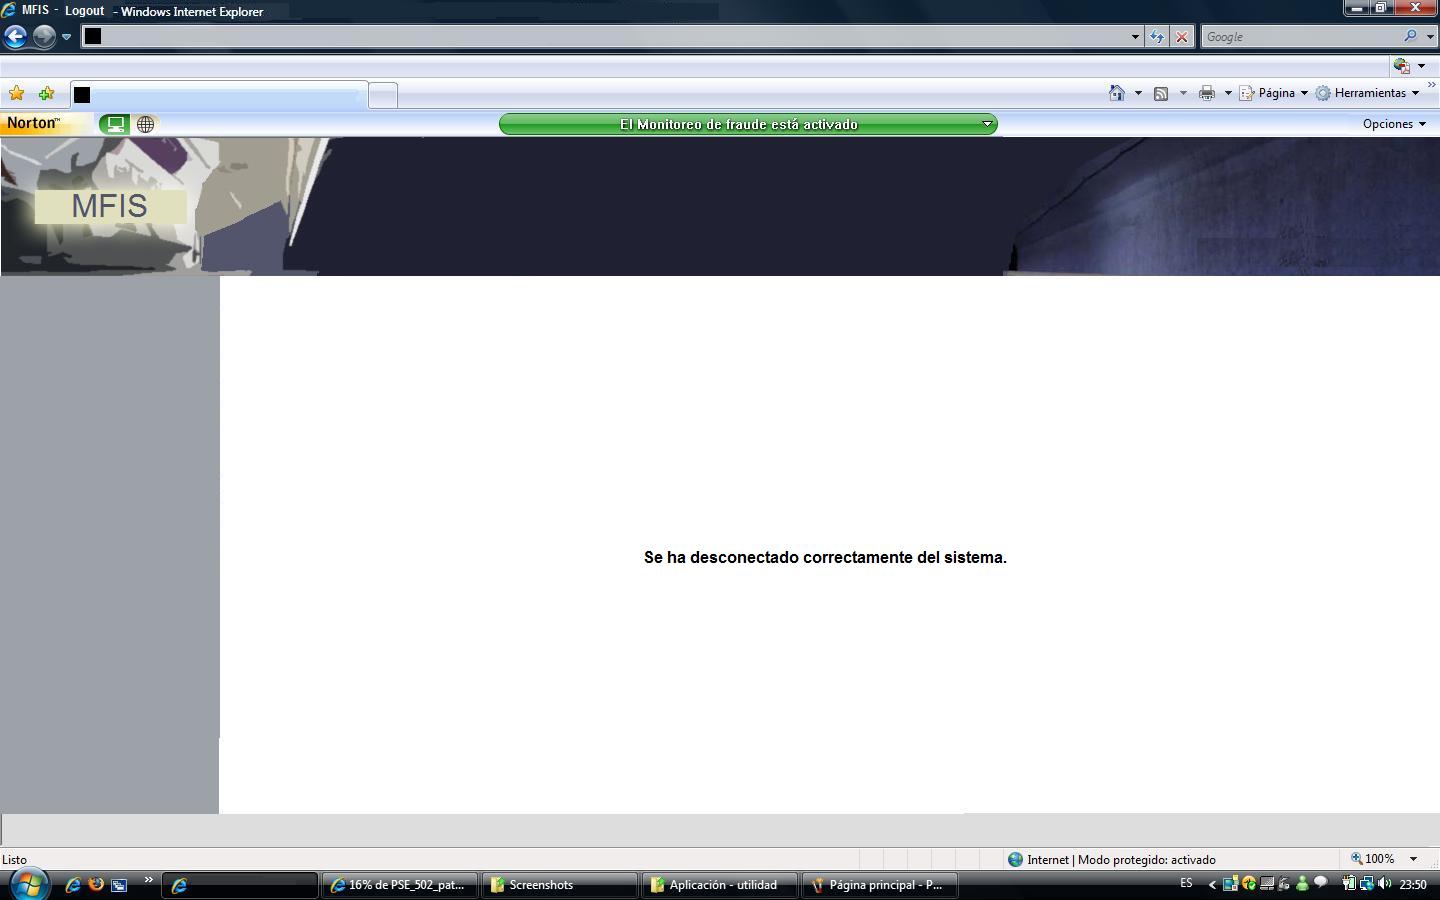 MFIS - Logout - Windows Internet Explorer
Google
Página
Herramientas
Norton™
El Monitoreo de fraude está activado
Opciones
MFIS
Se ha desconectado correctamente del sistema.
Listo
Internet | Modo protegido: activado
100%
16% de PSE_502_pat...
Screenshots
Aplicación - utilidad
Página principal - P...
ES
23:50